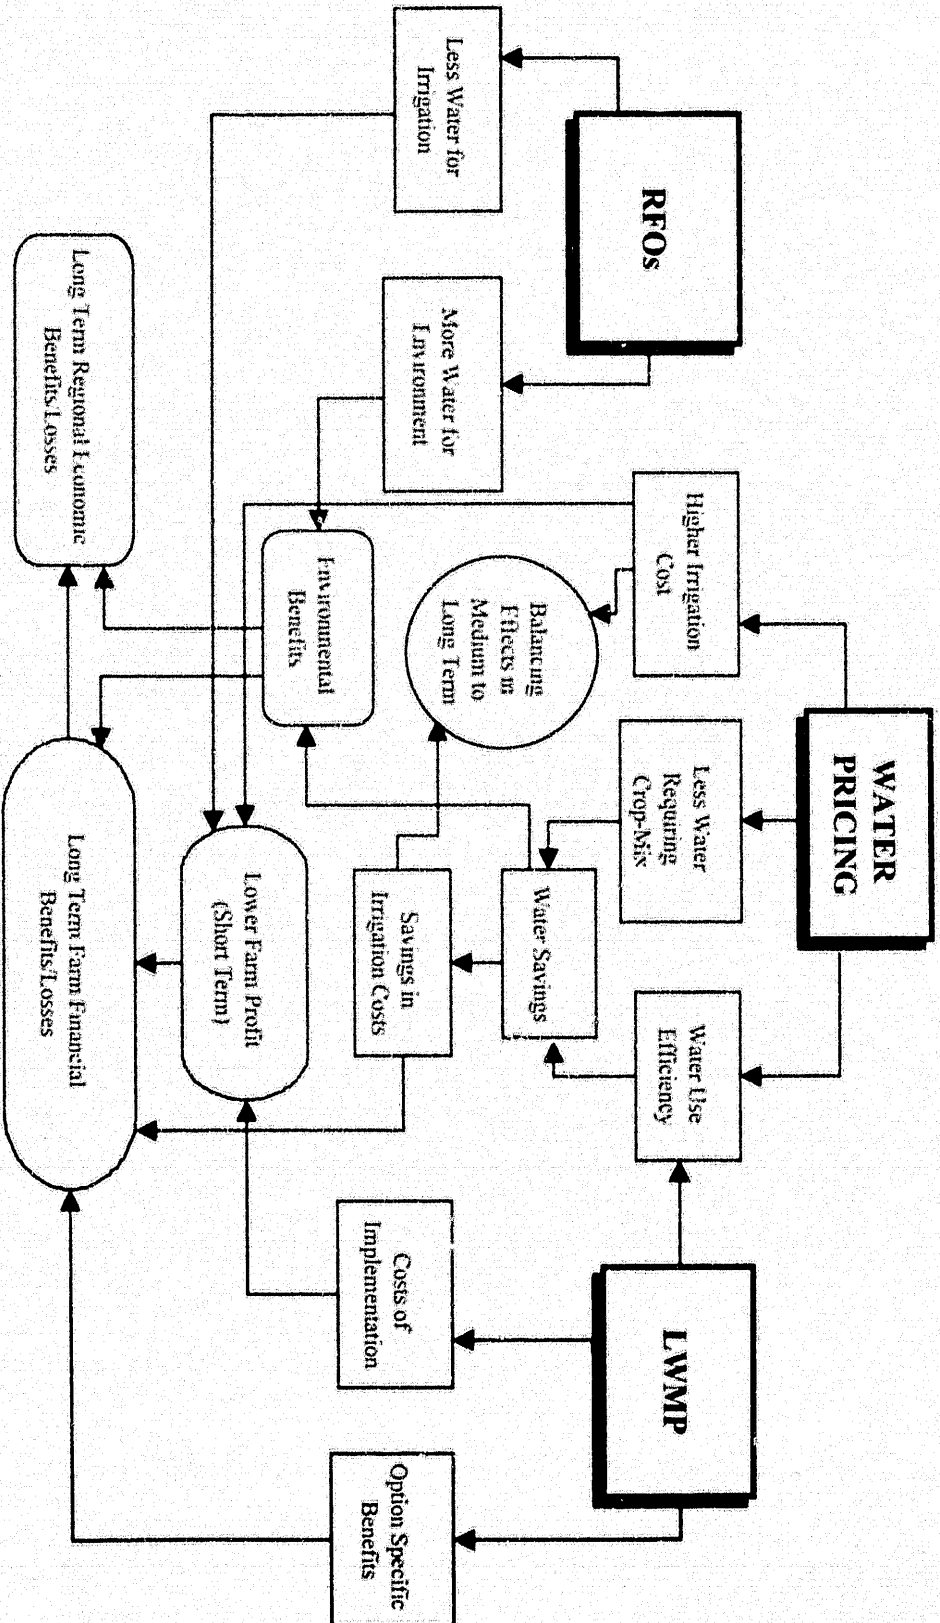 RFOs
WATER
PRICING
LWMP
Less Water for
Irrigation
More Water for
Environment
Higher Irrigation
Cost
Less Water
Requiring
Crop-Mix
Water Use
Efficiency
Balancing
Effects in
Medium to
Long Term
Water Savings
Savings in
Irrigation Costs
Costs of
Implementation
Option Specific
Benefits
Environmental
Benefits
Lower Farm Profit
(Short Term)
Long Term Regional Economic
Benefits/Losses
Long Term Farm Financial
Benefits/Losses